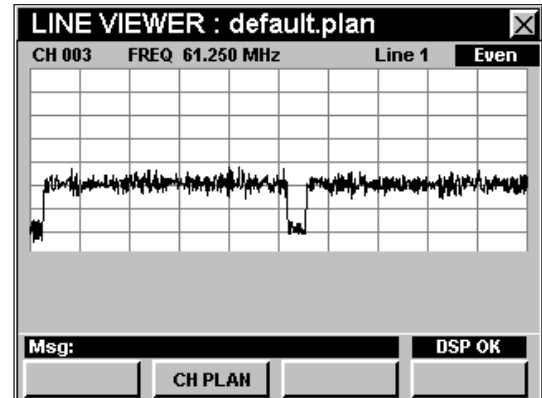 LINE VIEWER : default.plan
CH 003 FREQ 61.250 MHz Line 1 Even
Msg: DSP OK
CH PLAN